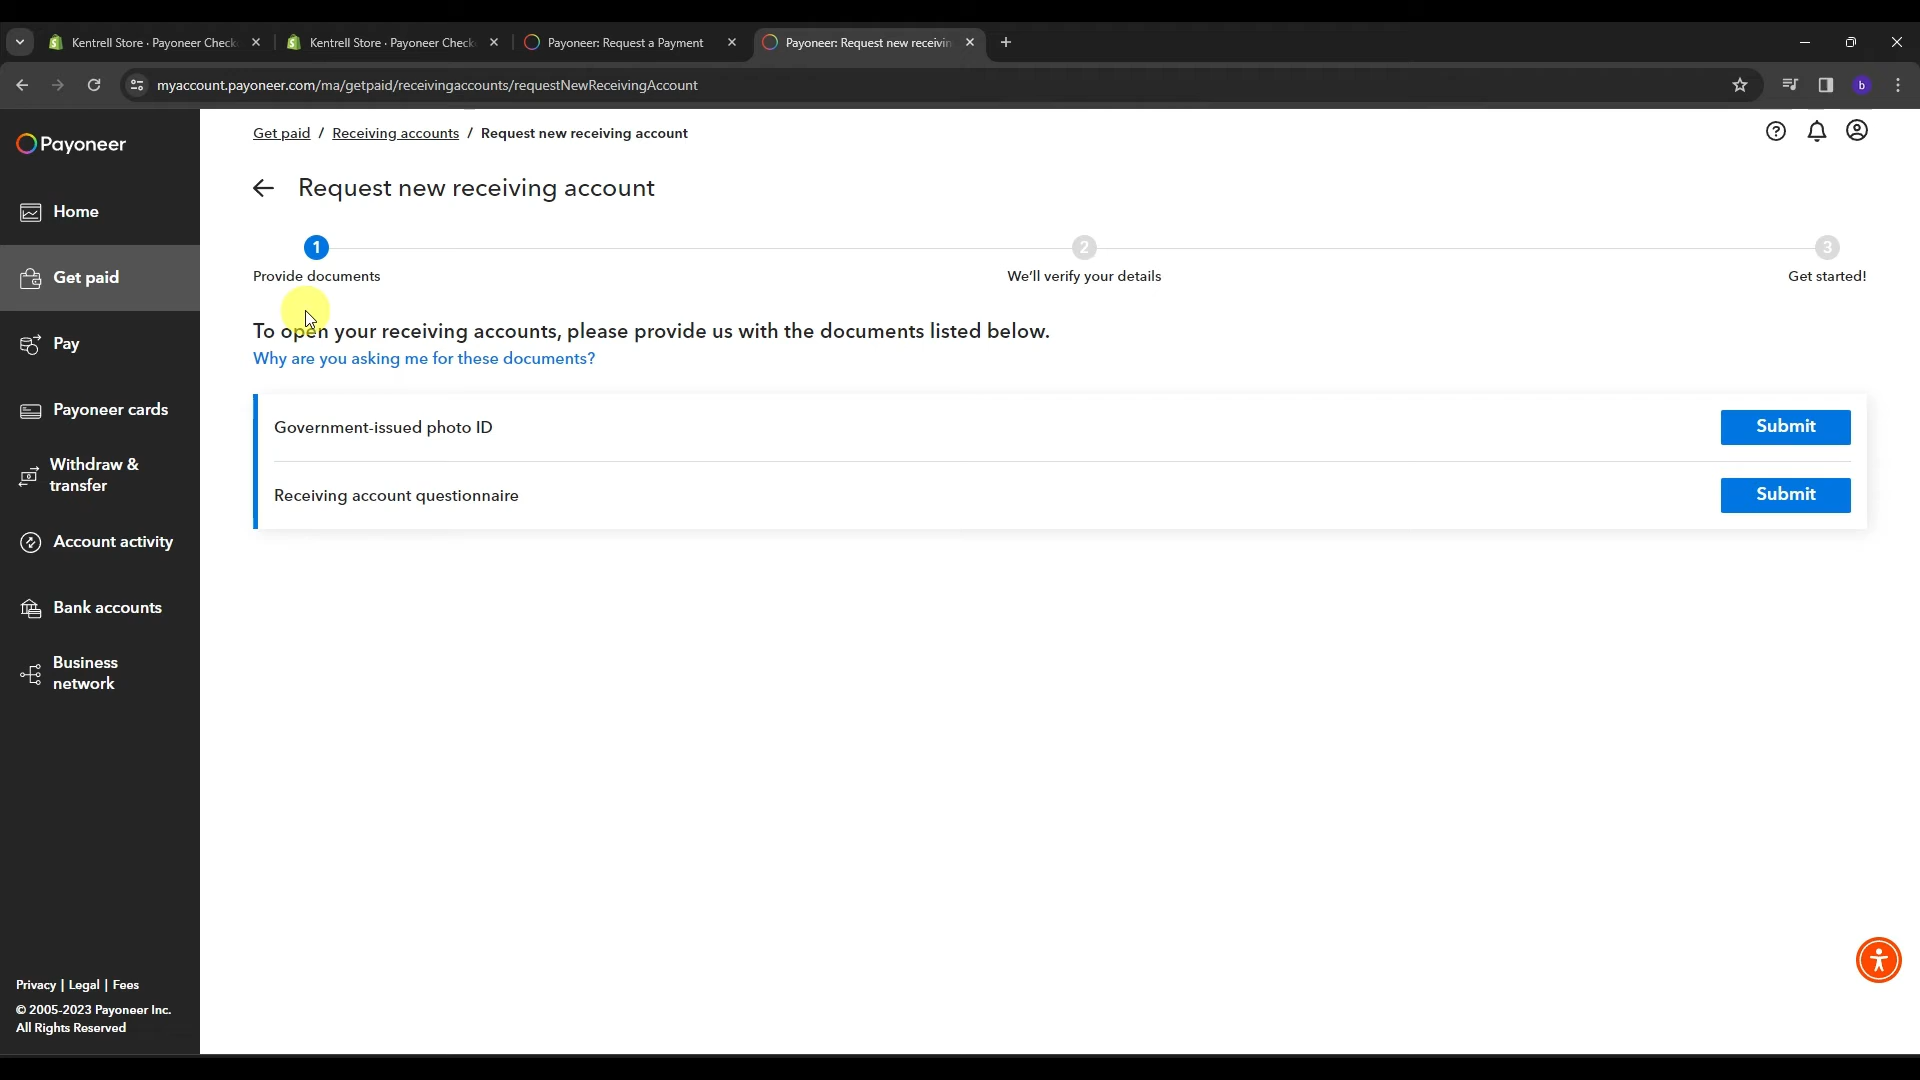 Kentrell Store · Payoneer Check
Kentrell Store · Payoneer Check
Payoneer: Request a Payment
Payoneer: Request new receivin
myaccount.payoneer.com/ma/getpaid/receivingaccounts/requestNewReceivingAccount
b
Payoneer
Home
Get paid
Pay
Payoneer cards
Withdraw &
transfer
Account activity
Bank accounts
Business
network
Privacy | Legal | Fees
© 2005-2023 Payoneer Inc.
All Rights Reserved
Get paid / Receiving accounts / Request new receiving account
Request new receiving account
1
2
3
Provide documents
We'll verify your details
Get started!
To open your receiving accounts, please provide us with the documents listed below.
Why are you asking me for these documents?
Government-issued photo ID
Submit
Receiving account questionnaire
Submit